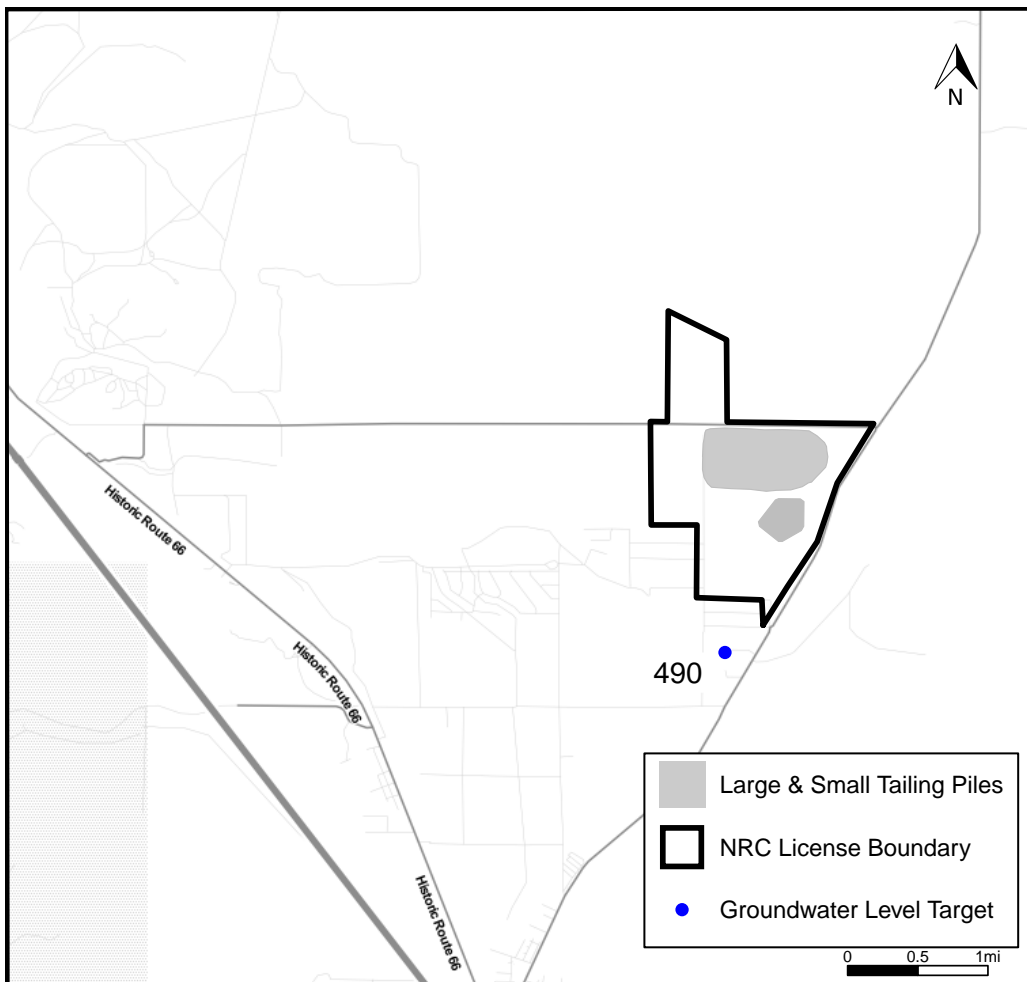 N
Historic Route 66
Historic Route 66
490
Large & Small Tailing Piles
NRC License Boundary
Groundwater Level Target
Historic Route 66
0 0.5 1mi